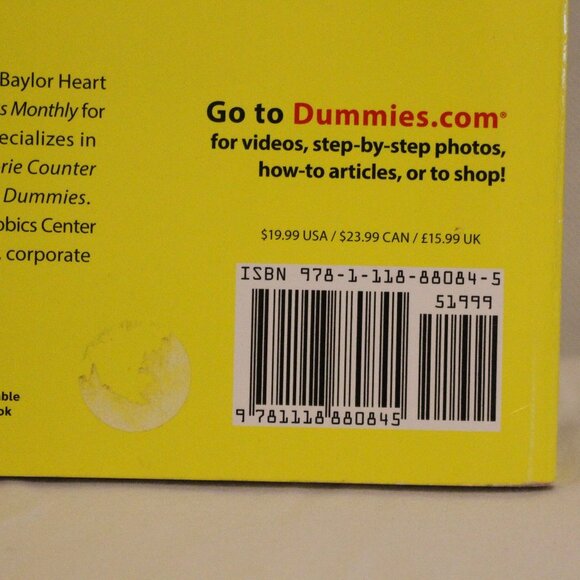 Baylor Heart
s Monthly for
ecializes in
rie Counter
Dummies.
obics Center
, corporate
able
ok
Go to Dummies.com®
for videos, step-by-step photos,
how-to articles, or to shop!
$19.99 USA / $23.99 CAN / £15.99 UK
ISBN 978-1-118-88084-5
51999
9 781118 880845